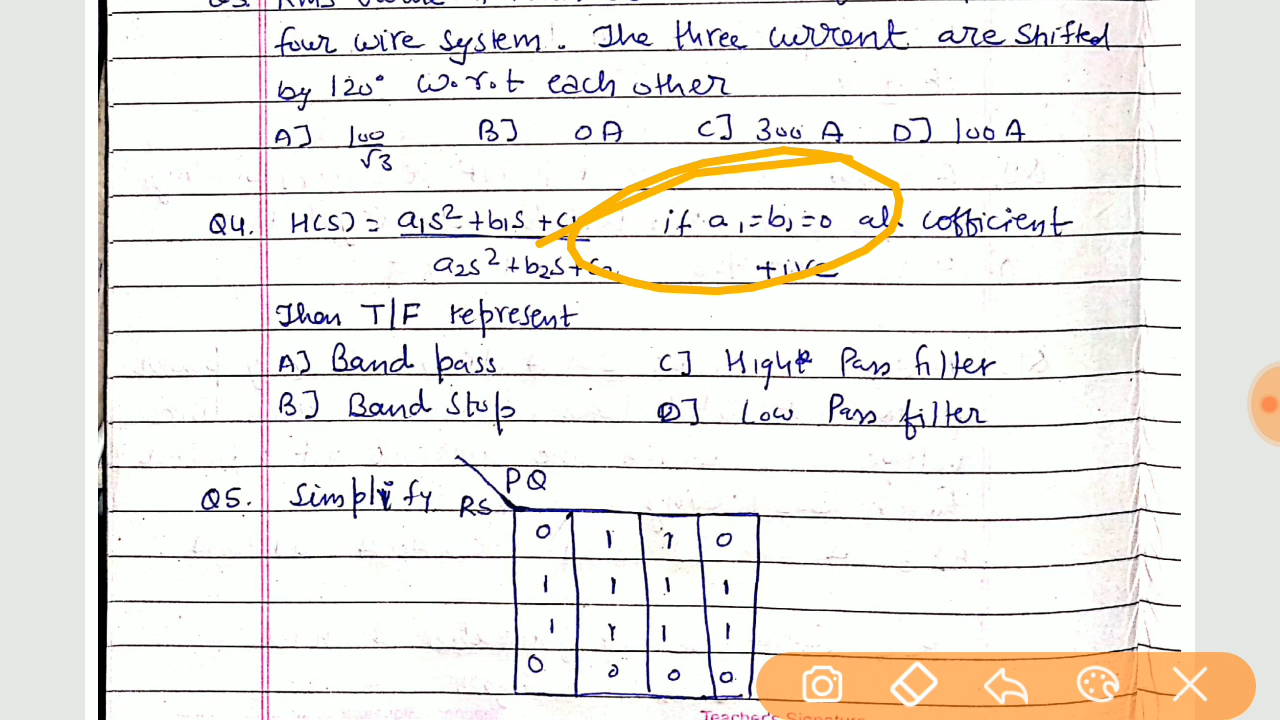 four wire system. The three current are Shifted
by 120° w.r.t each other
A] 100/√3 B] 0 A C] 300 A D] 100 A
Q4. H(S) = a₁s²+b₁s+c₁ / a₂s²+b₂s+c₂ if a₁=b₁=0 all cofficient
+ive
Then T/F represent
A] Band pass C] High Pass filter
B] Band Stop D] Low Pass filter
Q5. Simplify RS PQ
0 1 1 0
1 1 1 1
1 1 1 1
0 0 0 0
Teacher's Signature